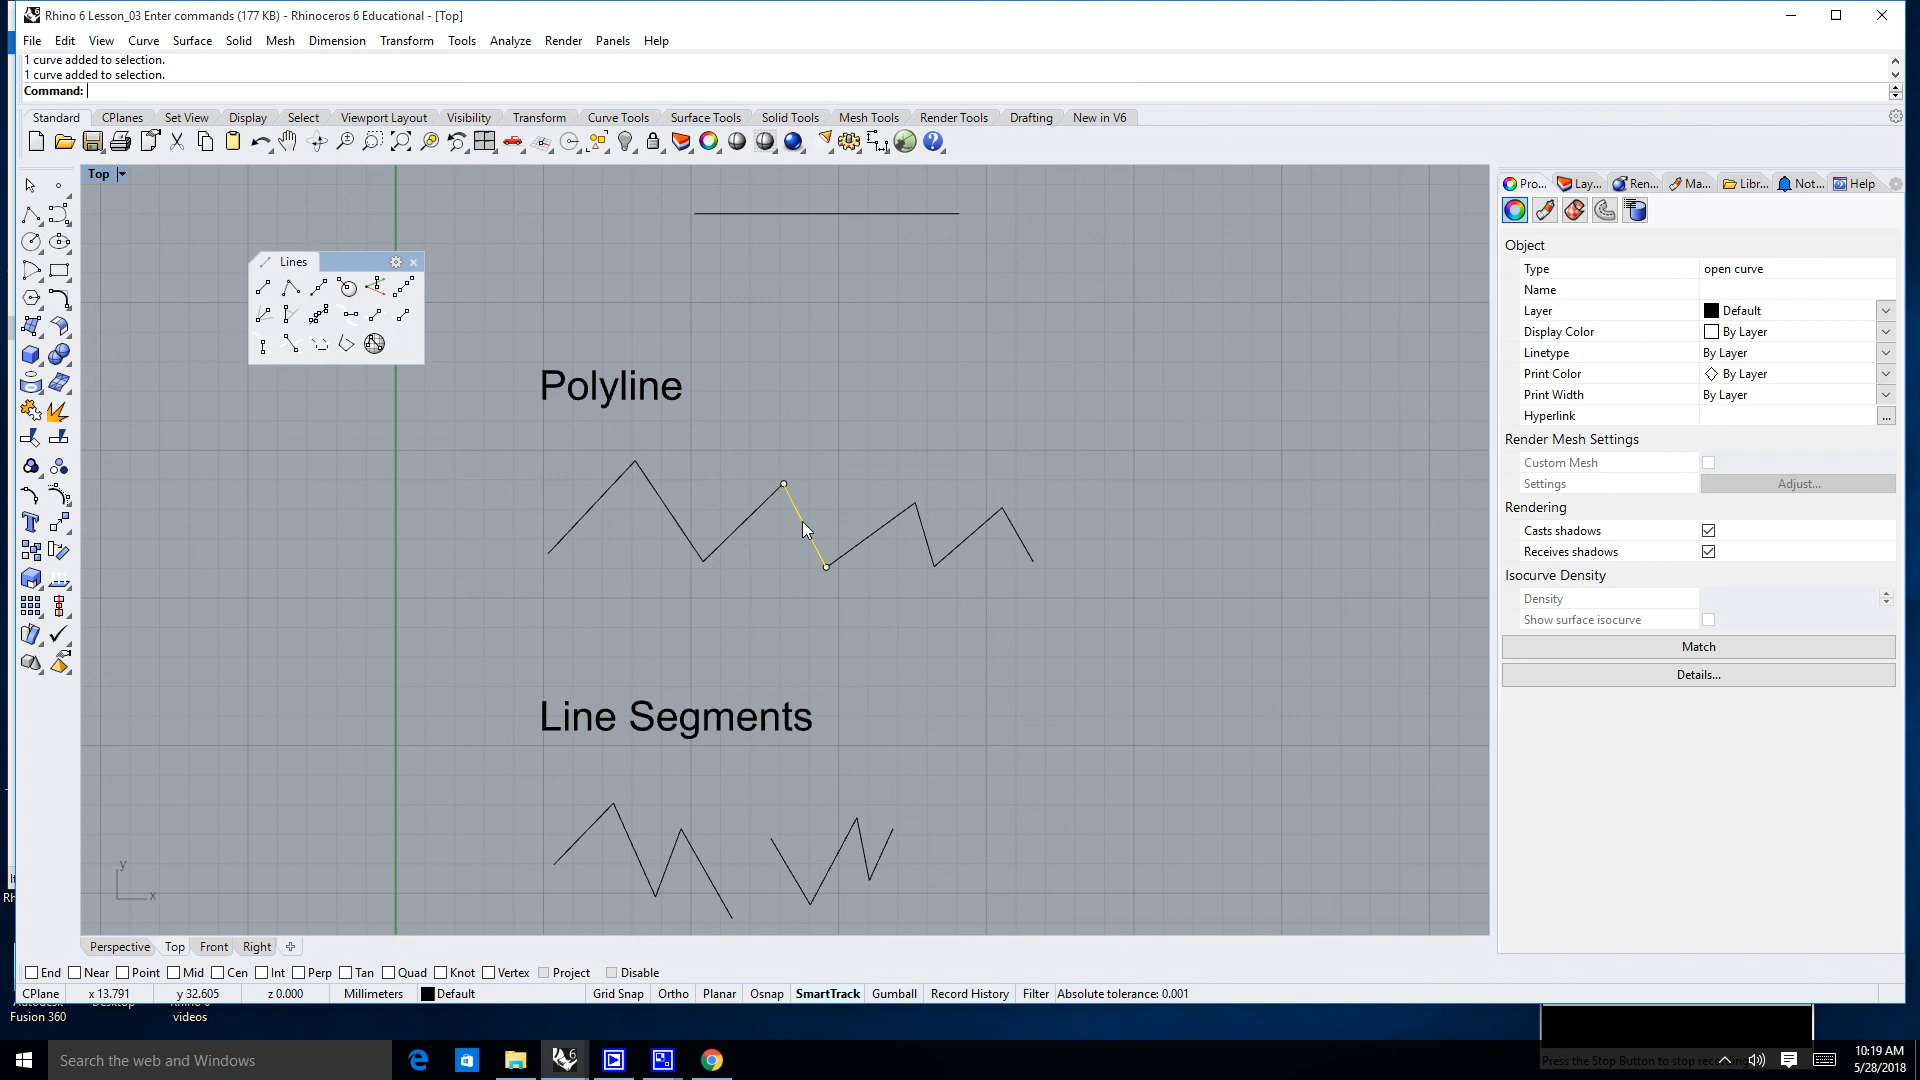 Rhino 6 Lesson_03 Enter commands (177 KB) - Rhinoceros 6 Educational - [Top]
File Edit View Curve Surface Solid Mesh Dimension Transform Tools Analyze Render Panels Help
1 curve added to selection.
1 curve added to selection.
Command:
Standard CPlanes Set View Display Select Viewport Layout Visibility Transform Curve Tools Surface Tools Solid Tools Mesh Tools Render Tools Drafting New in V6
Top
Pro... Lay... Ren... Ma... Libr... Not... Help
Lines
Object
Type open curve
Name
Layer Default
Display Color By Layer
Linetype By Layer
Print Color By Layer
Print Width By Layer
Hyperlink ...
Render Mesh Settings
Custom Mesh
Settings Adjust...
Rendering
Casts shadows
Receives shadows
Isocurve Density
Density
Show surface isocurve
Match
Details...
Polyline
Line Segments
y
x
Perspective Top Front Right
End Near Point Mid Cen Int Perp Tan Quad Knot Vertex Project Disable
CPlane x 13.791 y 32.605 z 0.000 Millimeters Default Grid Snap Ortho Planar Osnap SmartTrack Gumball Record History Filter Absolute tolerance: 0.001
Fusion 360 videos
Press the Stop Button to stop
Search the web and Windows
10:19 AM
5/28/2018